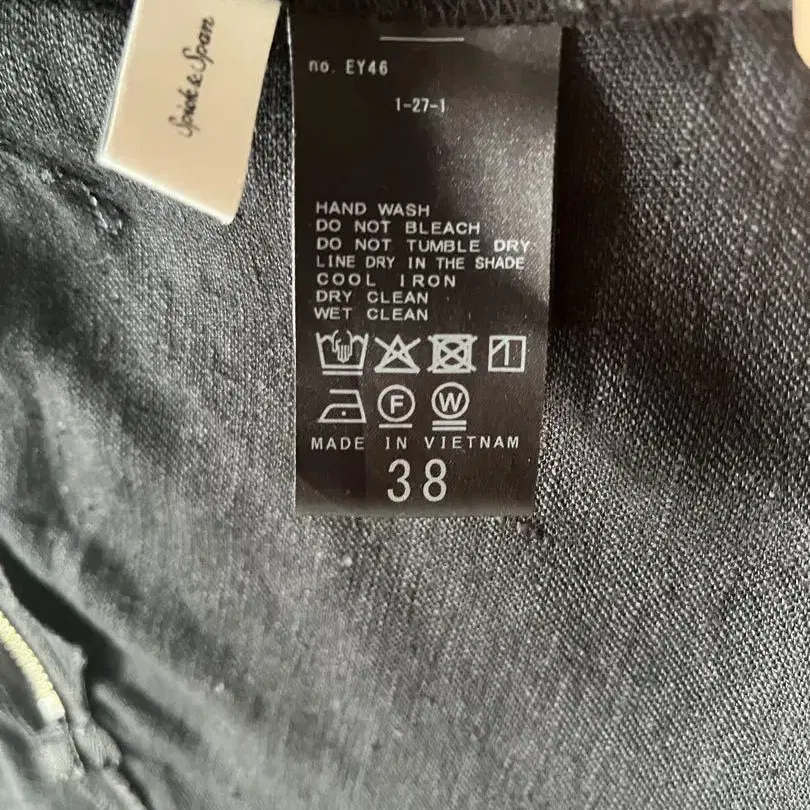 Spick & Span
no. EY46
1-27-1
HAND WASH
DO NOT BLEACH
DO NOT TUMBLE DRY
LINE DRY IN THE SHADE
COOL IRON
DRY CLEAN
WET CLEAN
F W
MADE IN VIETNAM
38